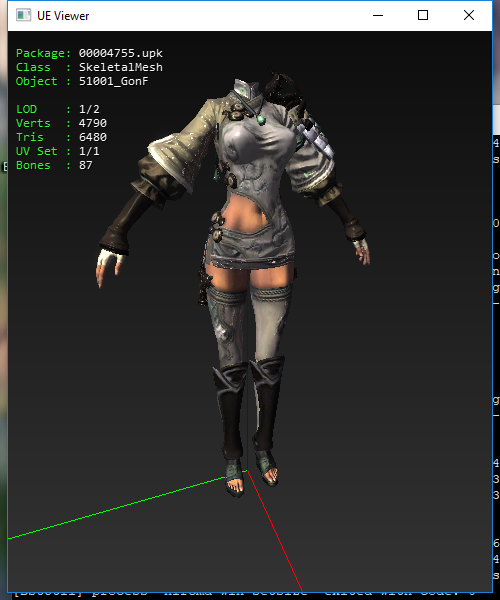 UE Viewer
Package: 00004755.upk
Class  : SkeletalMesh
Object : 51001_GonF
LOD    : 1/2
Verts  : 4790
Tris   : 6480
UV Set : 1/1
Bones  : 87